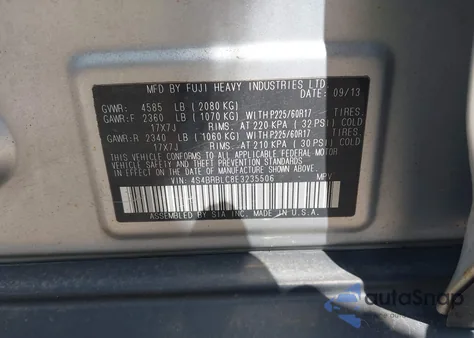 MFD BY FUJI HEAVY INDUSTRIES LTD.
DATE: 09/13
GVWR: 4585 LB ( 2080 KG)
GAWR:F 2360 LB ( 1070 KG) WITH P225/60R17 TIRES,
17X7J RIMS, AT 220 KPA ( 32 PSI) COLD
GAWR:R 2340 LB ( 1060 KG) WITH P225/60R17 TIRES,
17X7J RIMS, AT 210 KPA ( 30 PSI) COLD
THIS VEHICLE CONFORMS TO ALL APPLICABLE FEDERAL MOTOR
VEHICLE SAFETY AND THEFT PREVENTION STANDARDS
IN EFFECT ON THE DATE OF MANUFACTURE SHOWN ABOVE.
VIN: 4S4BRBLC8E3235506 MPV
ASSEMBLED BY SIA INC. MADE IN U.S.A.
autoSnap